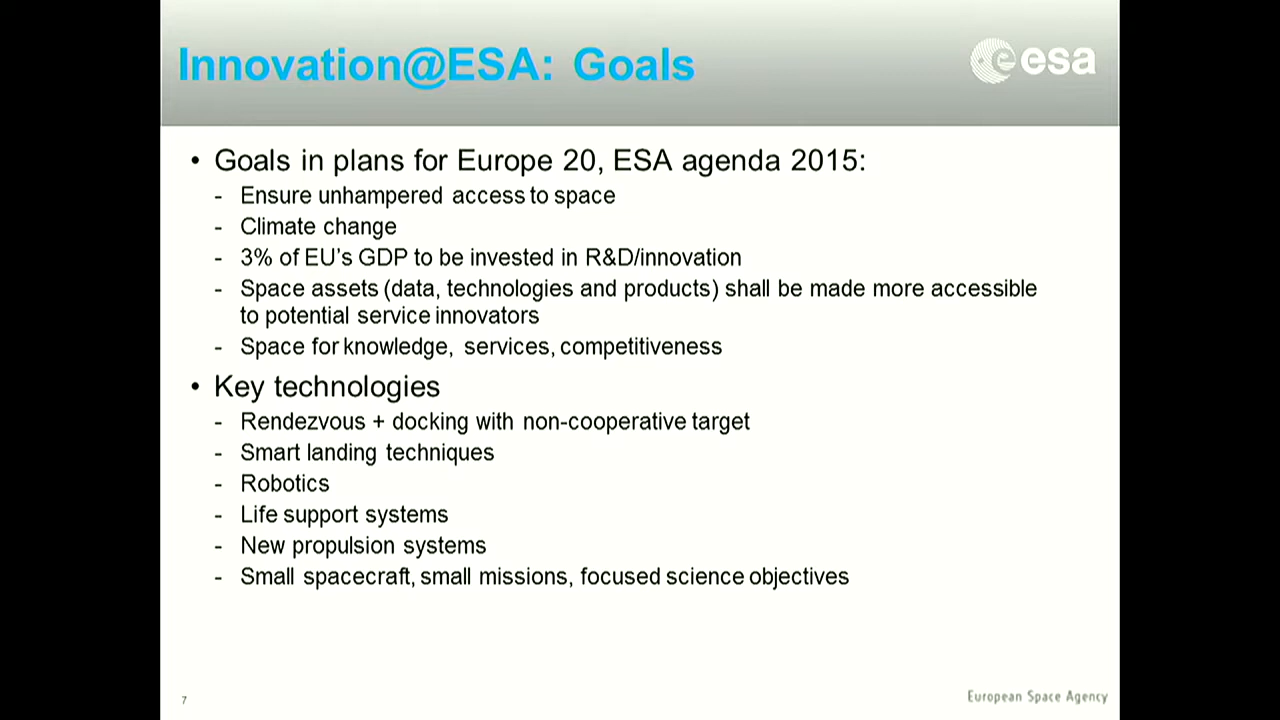 Innovation@ESA: Goals
esa
• Goals in plans for Europe 20, ESA agenda 2015:
- Ensure unhampered access to space
- Climate change
- 3% of EU’s GDP to be invested in R&D/innovation
- Space assets (data, technologies and products) shall be made more accessible
to potential service innovators
- Space for knowledge, services, competitiveness
• Key technologies
- Rendezvous + docking with non-cooperative target
- Smart landing techniques
- Robotics
- Life support systems
- New propulsion systems
- Small spacecraft, small missions, focused science objectives
7
European Space Agency